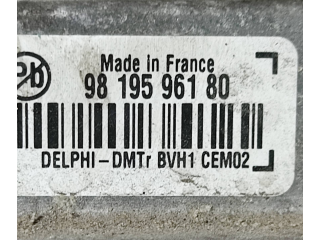 Made in France
Pb
98 195 961 80
DELPHI-DMTr BVH1 CEM02